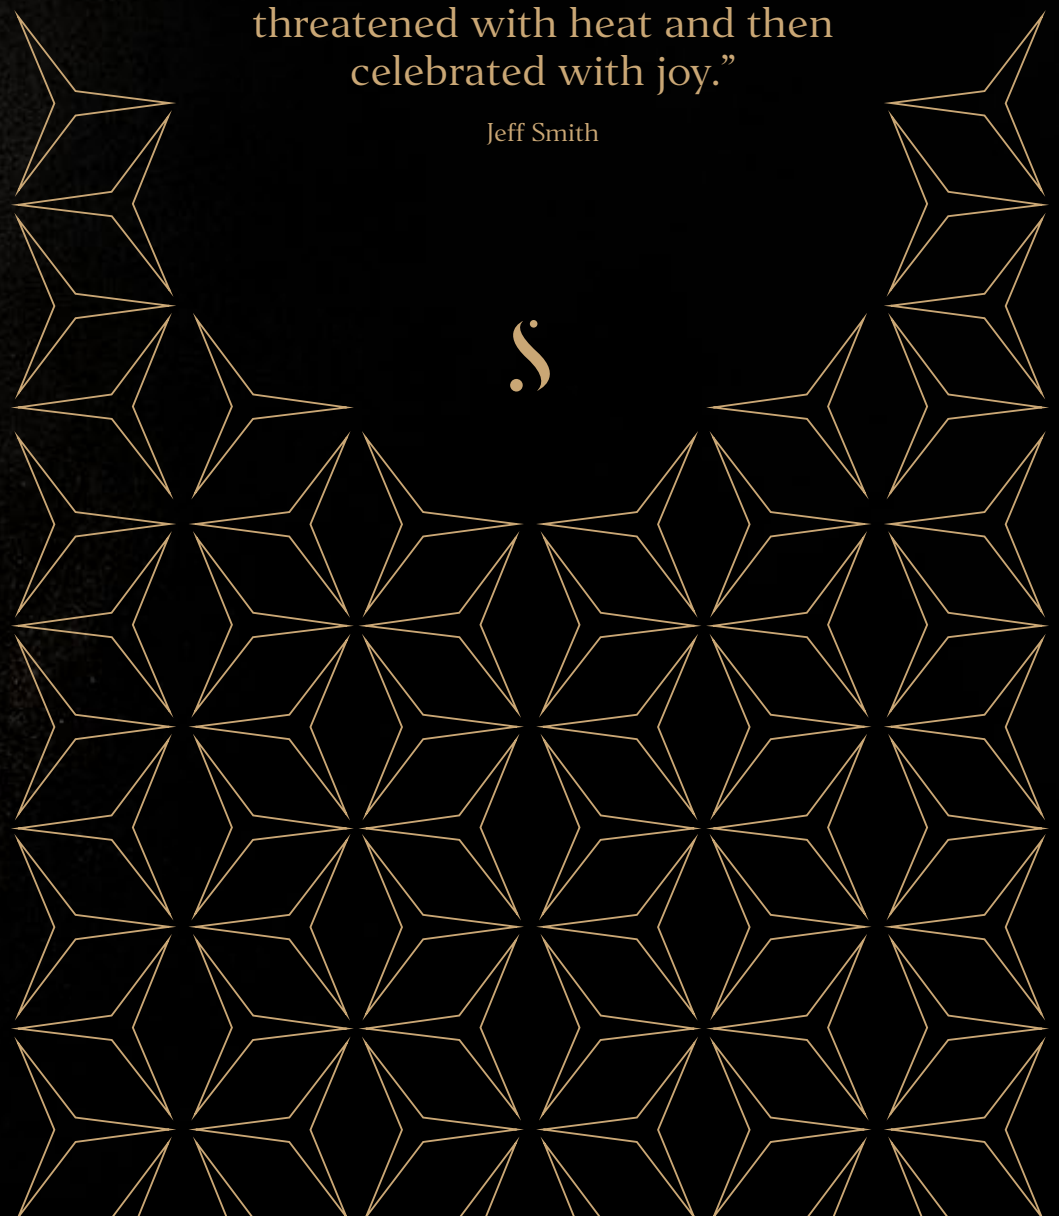 threatened with heat and then
celebrated with joy.”
Jeff Smith
S